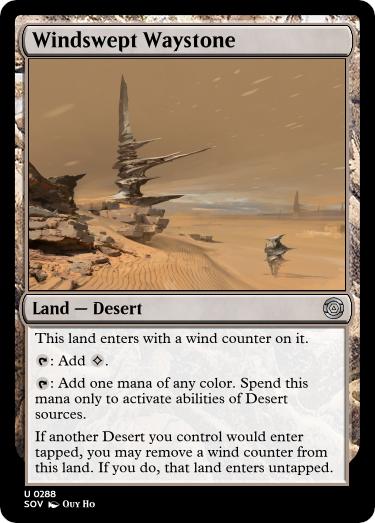 Windswept Waystone
Land — Desert
This land enters with a wind counter on it.
: Add .
: Add one mana of any color. Spend this
mana only to activate abilities of Desert
sources.
If another Desert you control would enter
tapped, you may remove a wind counter from
this land. If you do, that land enters untapped.
U 0288
SOV Ouy Ho